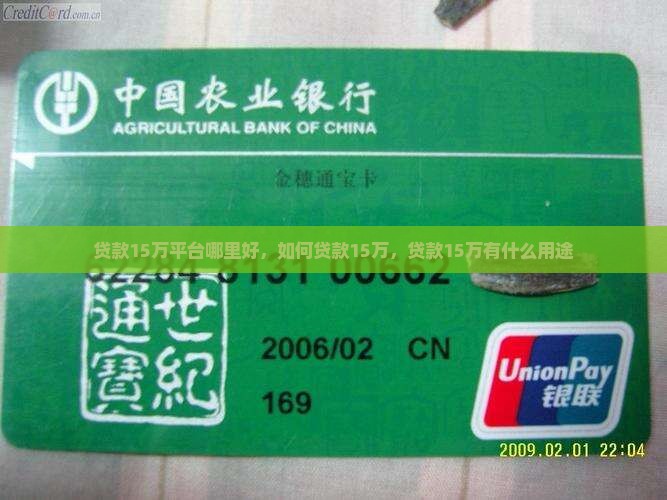 CreditCard.com.cn
中国农业银行
AGRICULTURAL BANK OF CHINA
金穗通宝卡
贷款15万平台哪里好，如何贷款15万，贷款15万有什么用途
世紀
通寶
2006/02 CN
169
UnionPay
银联
2009.02.01 22:04